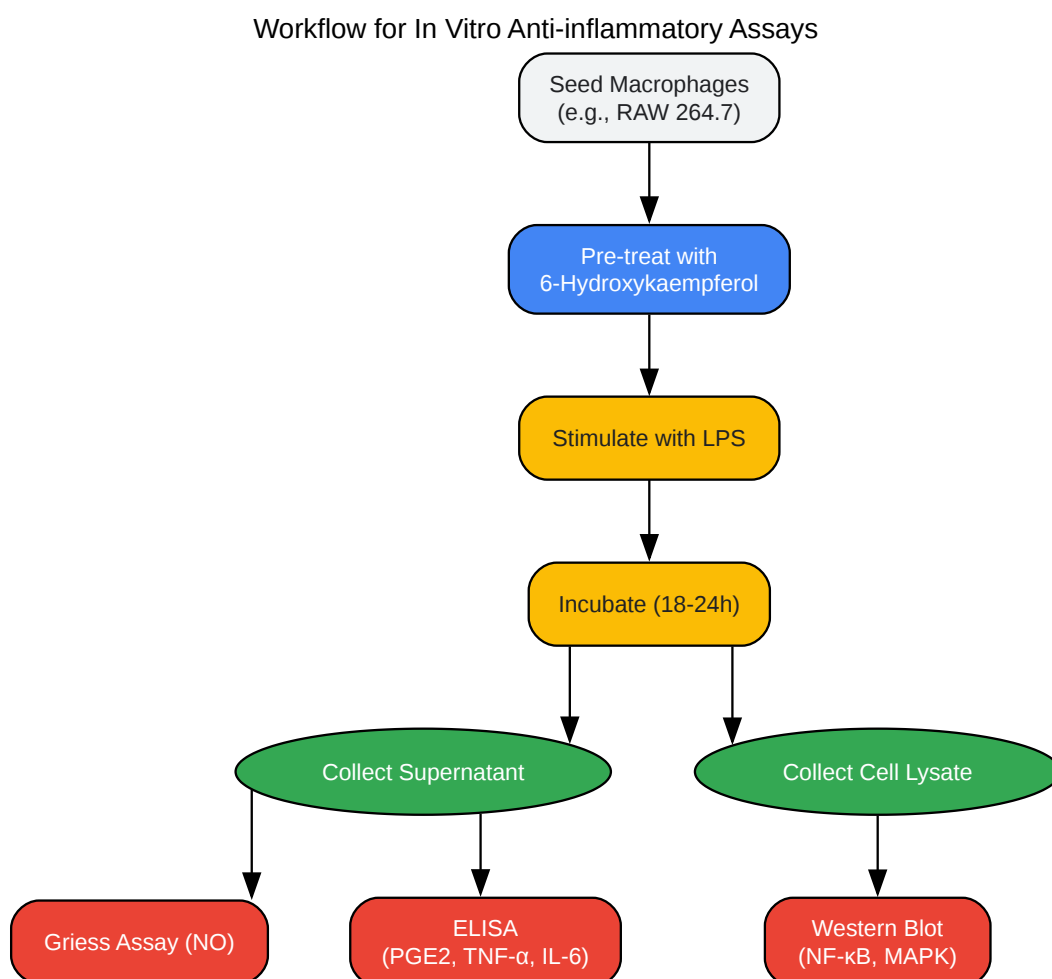 Workflow for In Vitro Anti-inflammatory Assays
Seed Macrophages
(e.g., RAW 264.7)
Pre-treat with
6-Hydroxykaempferol
Stimulate with LPS
Incubate (18-24h)
Collect Supernatant
Collect Cell Lysate
Griess Assay (NO)
ELISA
(PGE2, TNF-α, IL-6)
Western Blot
(NF-κB, MAPK)